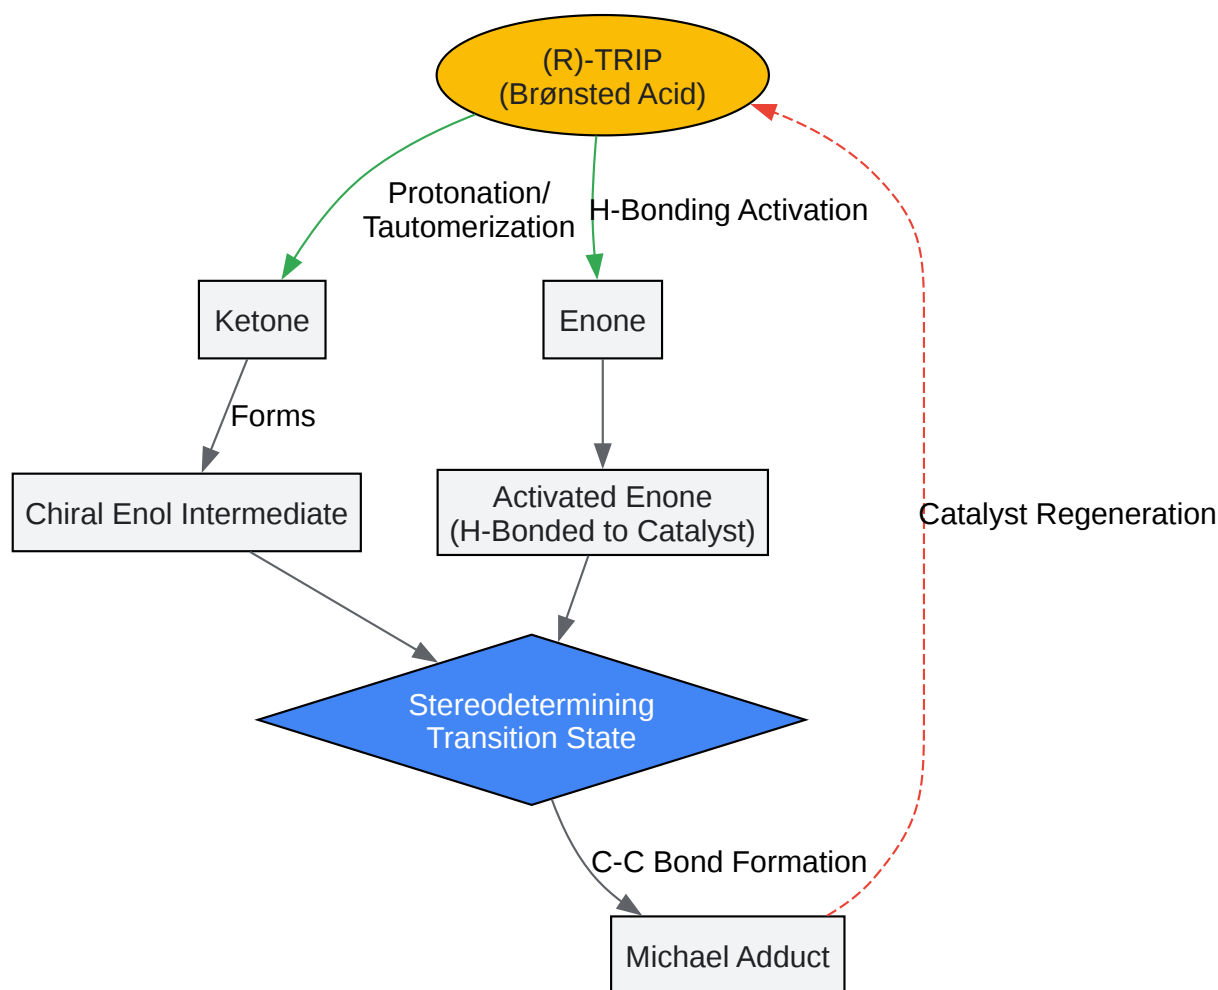 (R)-TRIP
(Brønsted Acid)
Protonation/
Tautomerization
H-Bonding Activation
Ketone
Enone
Forms
Chiral Enol Intermediate
Activated Enone
(H-Bonded to Catalyst)
Catalyst Regeneration
Stereodetermining
Transition State
C-C Bond Formation
Michael Adduct